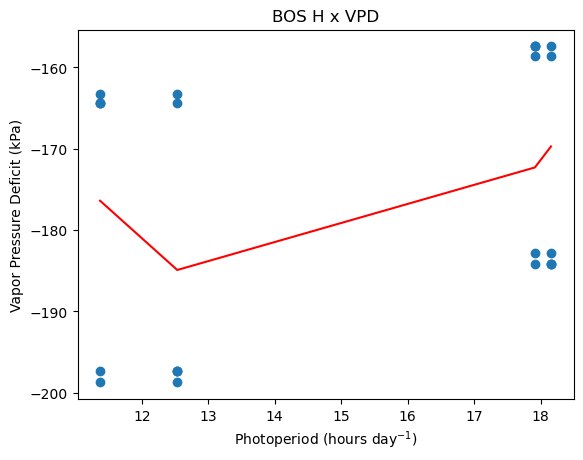 BOS H x VPD
−160
−170
−180
−190
−200
Vapor Pressure Deficit (kPa)
12 13 14 15 16 17 18
Photoperiod (hours day⁻¹)